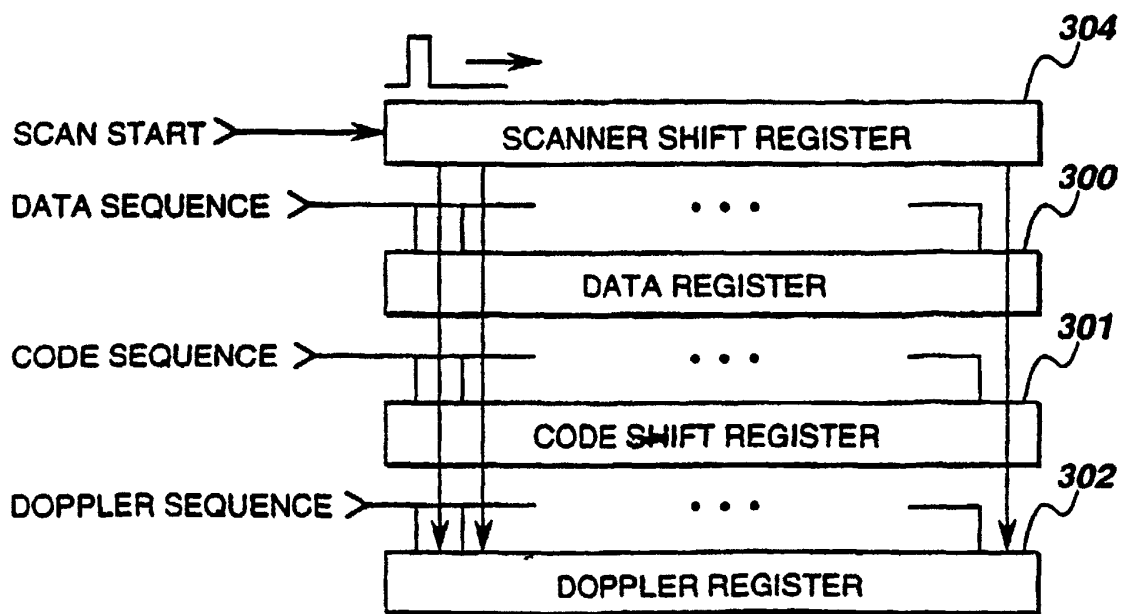 304
SCAN START
SCANNER SHIFT REGISTER
300
DATA SEQUENCE
• • •
DATA REGISTER
301
CODE SEQUENCE
• • •
CODE SHIFT REGISTER
302
DOPPLER SEQUENCE
• • •
DOPPLER REGISTER